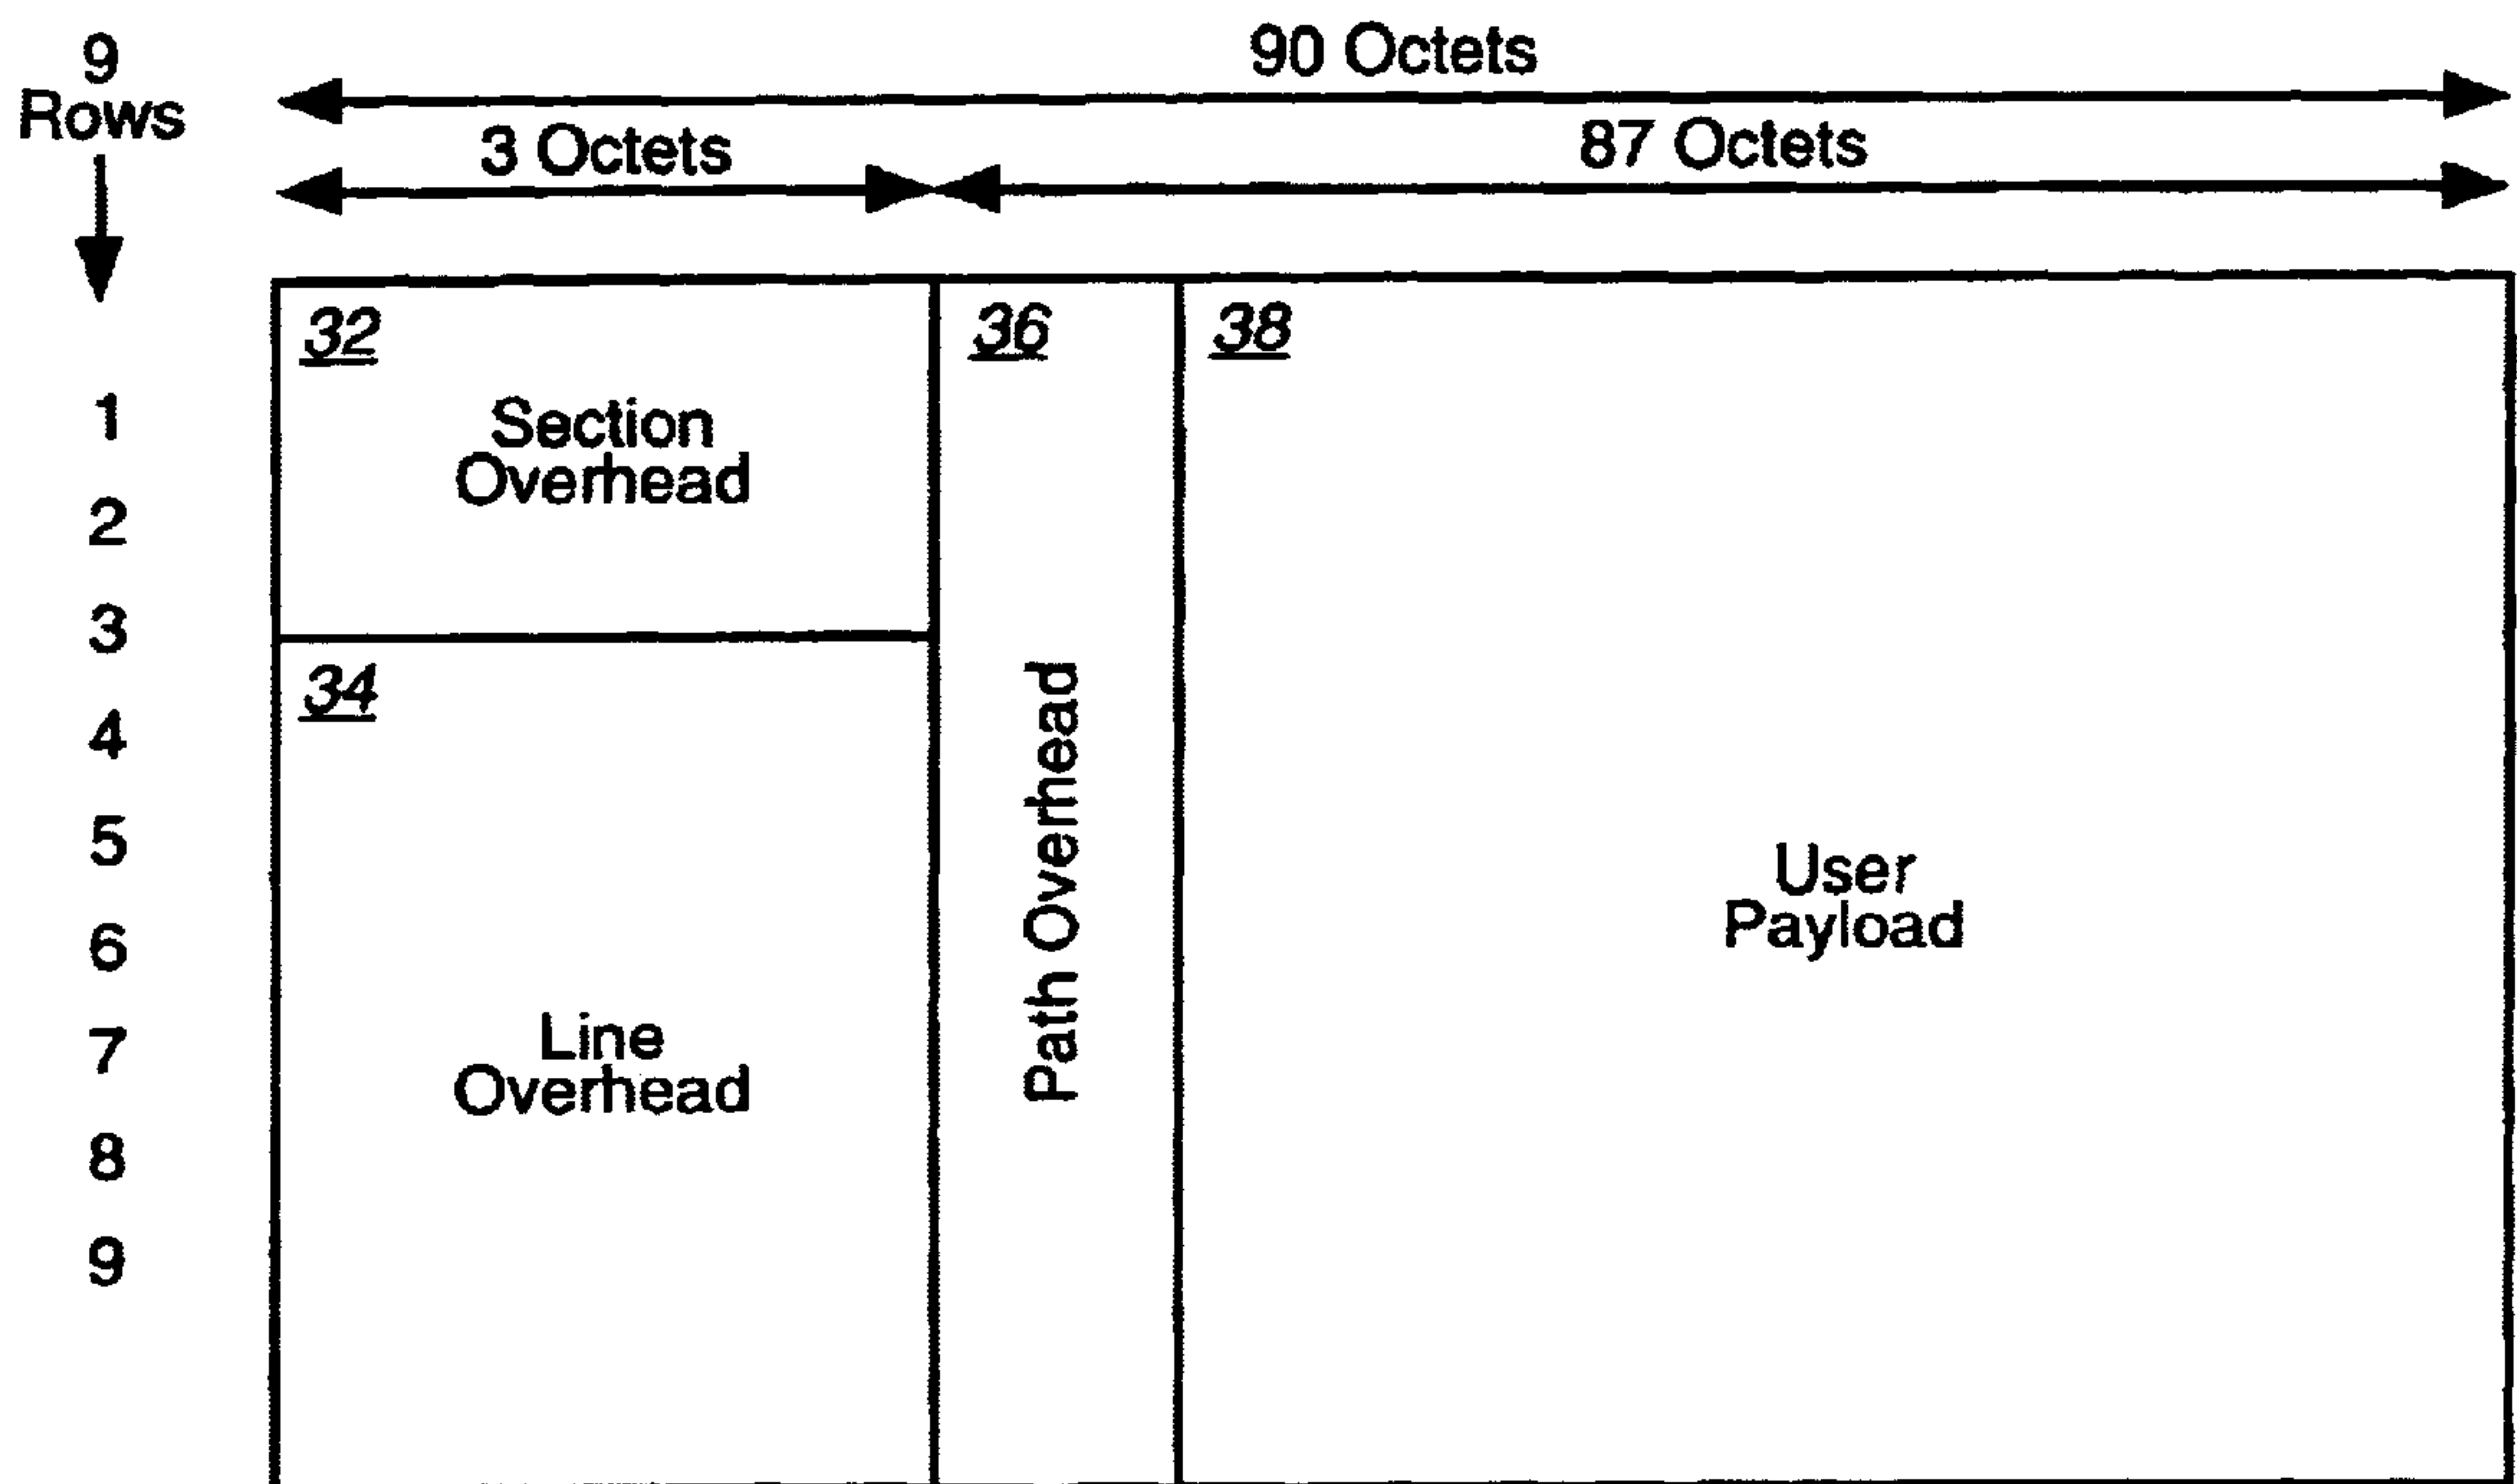 9
Rows
90 Octets
3 Octets
87 Octets
32
36
38
Section
Overhead
34
Line
Overhead
Path Overhead
User
Payload
1
2
3
4
5
6
7
8
9